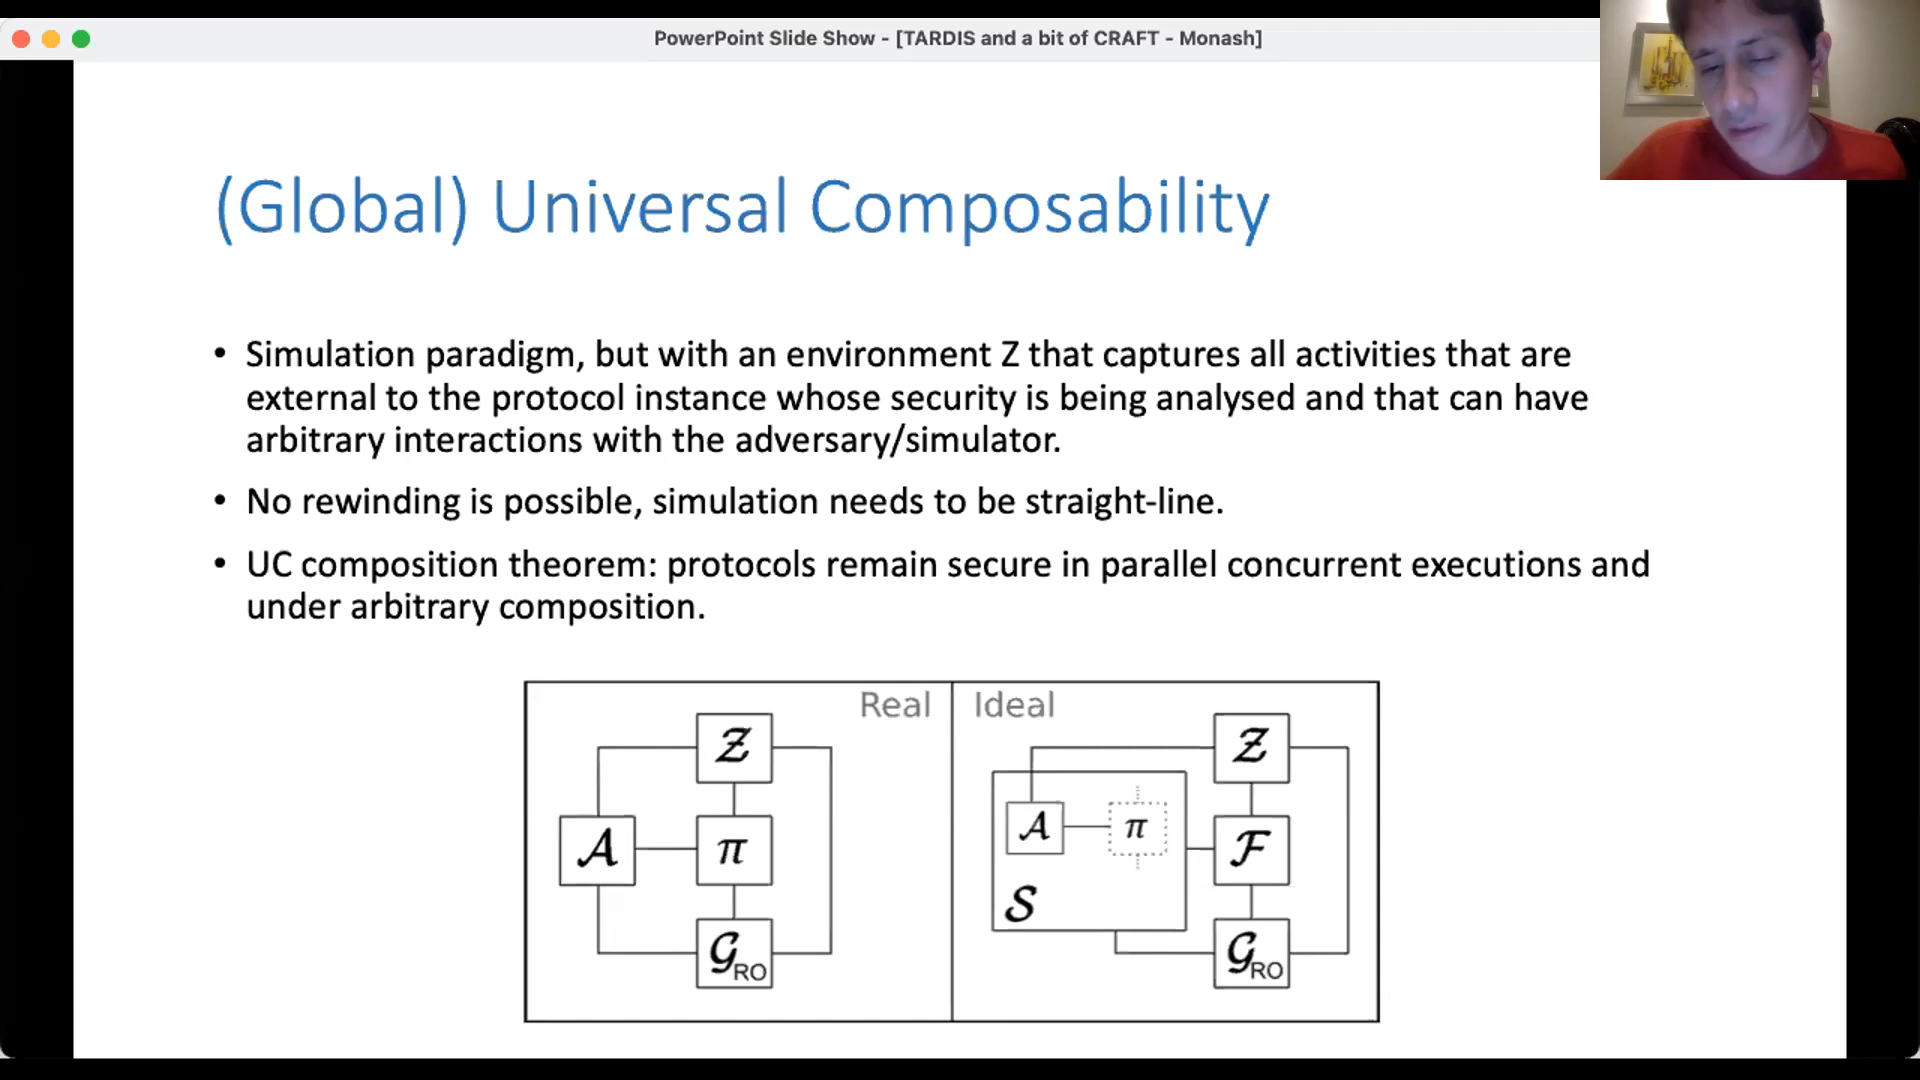 PowerPoint Slide Show - [TARDIS and a bit of CRAFT - Monash]
(Global) Universal Composability
• Simulation paradigm, but with an environment Z that captures all activities that are
external to the protocol instance whose security is being analysed and that can have
arbitrary interactions with the adversary/simulator.
• No rewinding is possible, simulation needs to be straight-line.
• UC composition theorem: protocols remain secure in parallel concurrent executions and
under arbitrary composition.
Real
Z
A
π
G RO
Ideal
Z
A
π
F
S
G RO